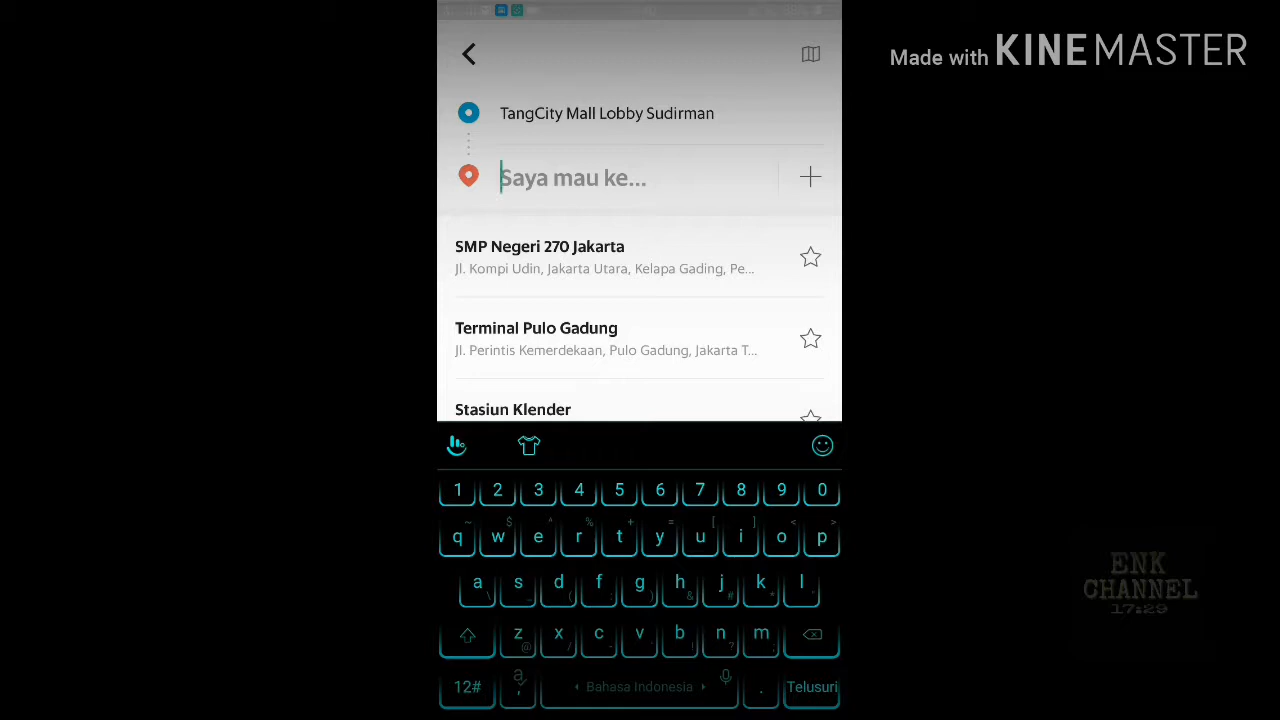 Made with KINEMASTER
TangCity Mall Lobby Sudirman
Saya mau ke...
SMP Negeri 270 Jakarta
Jl. Kompi Udin, Jakarta Utara, Kelapa Gading, Pe...
Terminal Pulo Gadung
Jl. Perintis Kemerdekaan, Pulo Gadung, Jakarta T...
Stasiun Klender
1 2 3 4 5 6 7 8 9 0
q w e r t y u i o p
a s d f g h j k l
z x c v b n m
12# , Bahasa Indonesia . Telusuri
ENK
CHANNEL
17:29